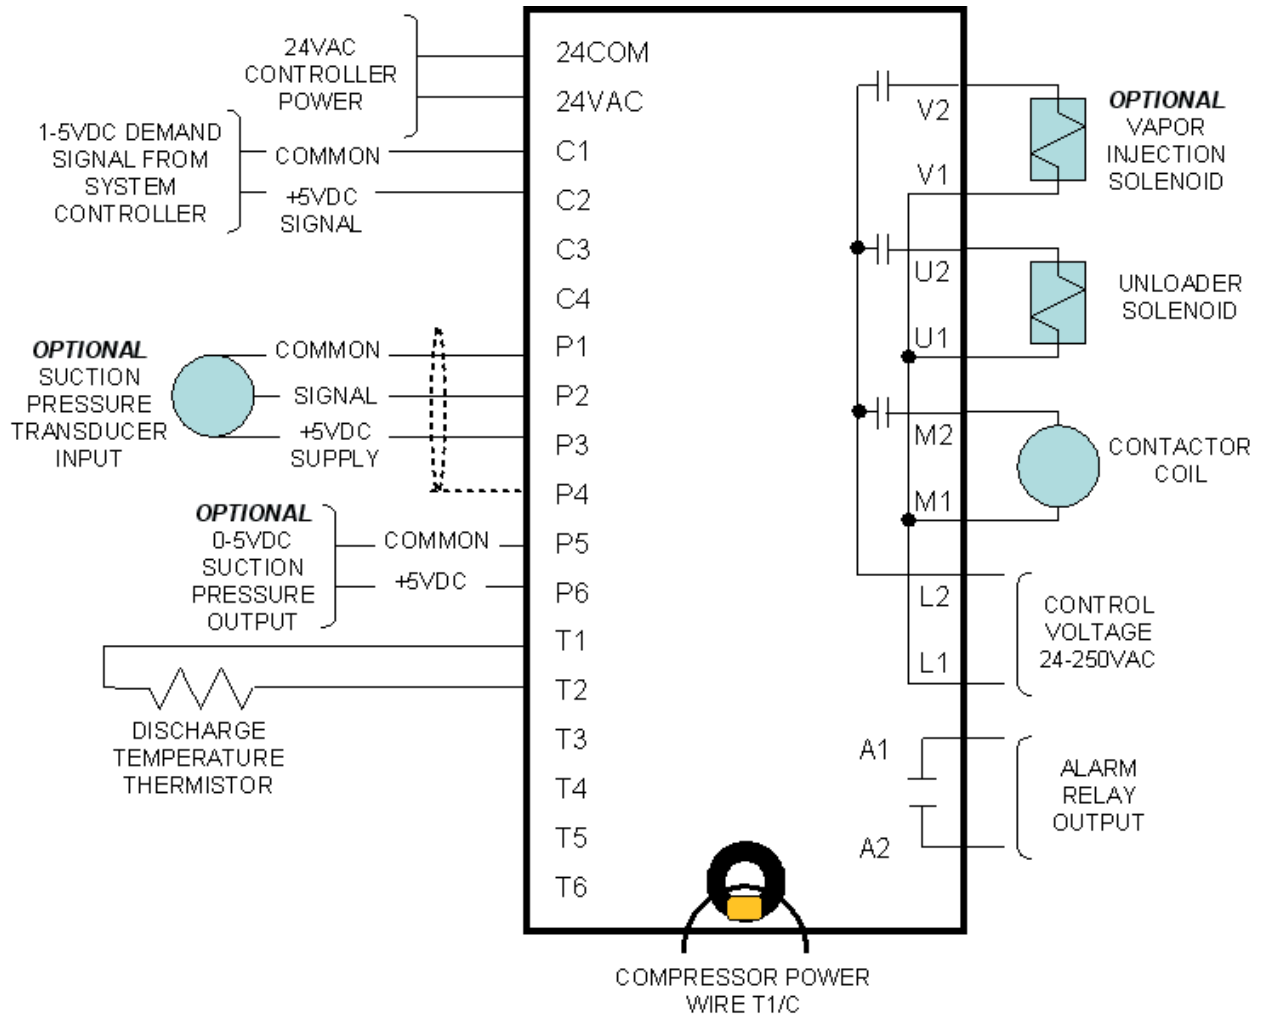 24VAC
CONTROLLER
POWER
1-5VDC DEMAND
SIGNAL FROM
SYSTEM
CONTROLLER
COMMON
+5VDC
SIGNAL
OPTIONAL
SUCTION
PRESSURE
TRANSDUCER
INPUT
COMMON
SIGNAL
+5VDC
SUPPLY
OPTIONAL
0-5VDC
SUCTION
PRESSURE
OUTPUT
COMMON
+5VDC
DISCHARGE
TEMPERATURE
THERMISTOR
24COM
24VAC
C1
C2
C3
C4
P1
P2
P3
P4
P5
P6
T1
T2
T3
T4
T5
T6
V2
V1
U2
U1
M2
M1
L2
L1
A1
A2
OPTIONAL
VAPOR
INJECTION
SOLENOID
UNLOADER
SOLENOID
CONTACTOR
COIL
CONTROL
VOLTAGE
24-250VAC
ALARM
RELAY
OUTPUT
COMPRESSOR POWER
WIRE T1/C